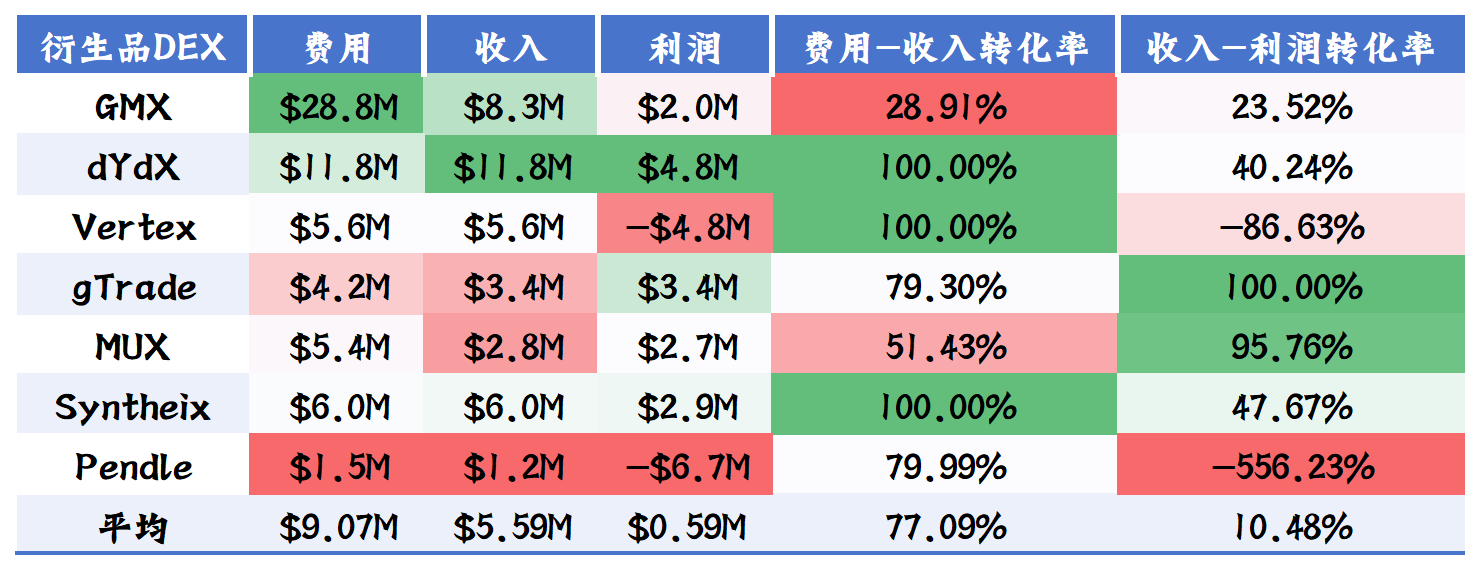 衍生品DEX 费用 收入 利润 费用-收入转化率 收入-利润转化率
GMX $28.8M $8.3M $2.0M 28.91% 23.52%
dYdX $11.8M $11.8M $4.8M 100.00% 40.24%
Vertex $5.6M $5.6M -$4.8M 100.00% -86.63%
gTrade $4.2M $3.4M $3.4M 79.30% 100.00%
MUX $5.4M $2.8M $2.7M 51.43% 95.76%
Syntheix $6.0M $6.0M $2.9M 100.00% 47.67%
Pendle $1.5M $1.2M -$6.7M 79.99% -556.23%
平均 $9.07M $5.59M $0.59M 77.09% 10.48%